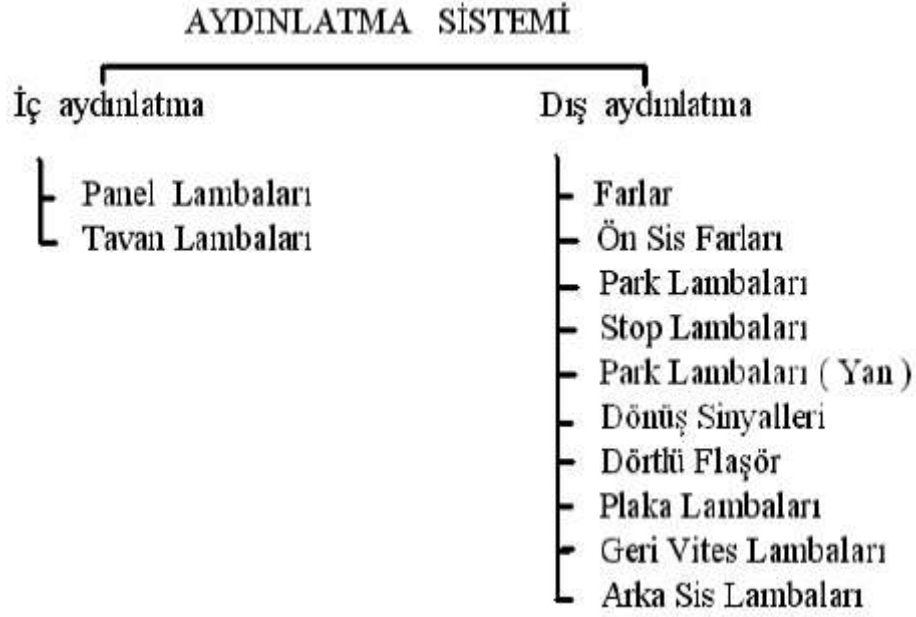 AYDINLATMA SİSTEMİ
İç aydınlatma
Panel Lambaları
Tavan Lambaları
Dış aydınlatma
Farlar
Ön Sis Farları
Park Lambaları
Stop Lambaları
Park Lambaları ( Yan )
Dönüş Sinyalleri
Dörtlü Flaşör
Plaka Lambaları
Geri Vites Lambaları
Arka Sis Lambaları